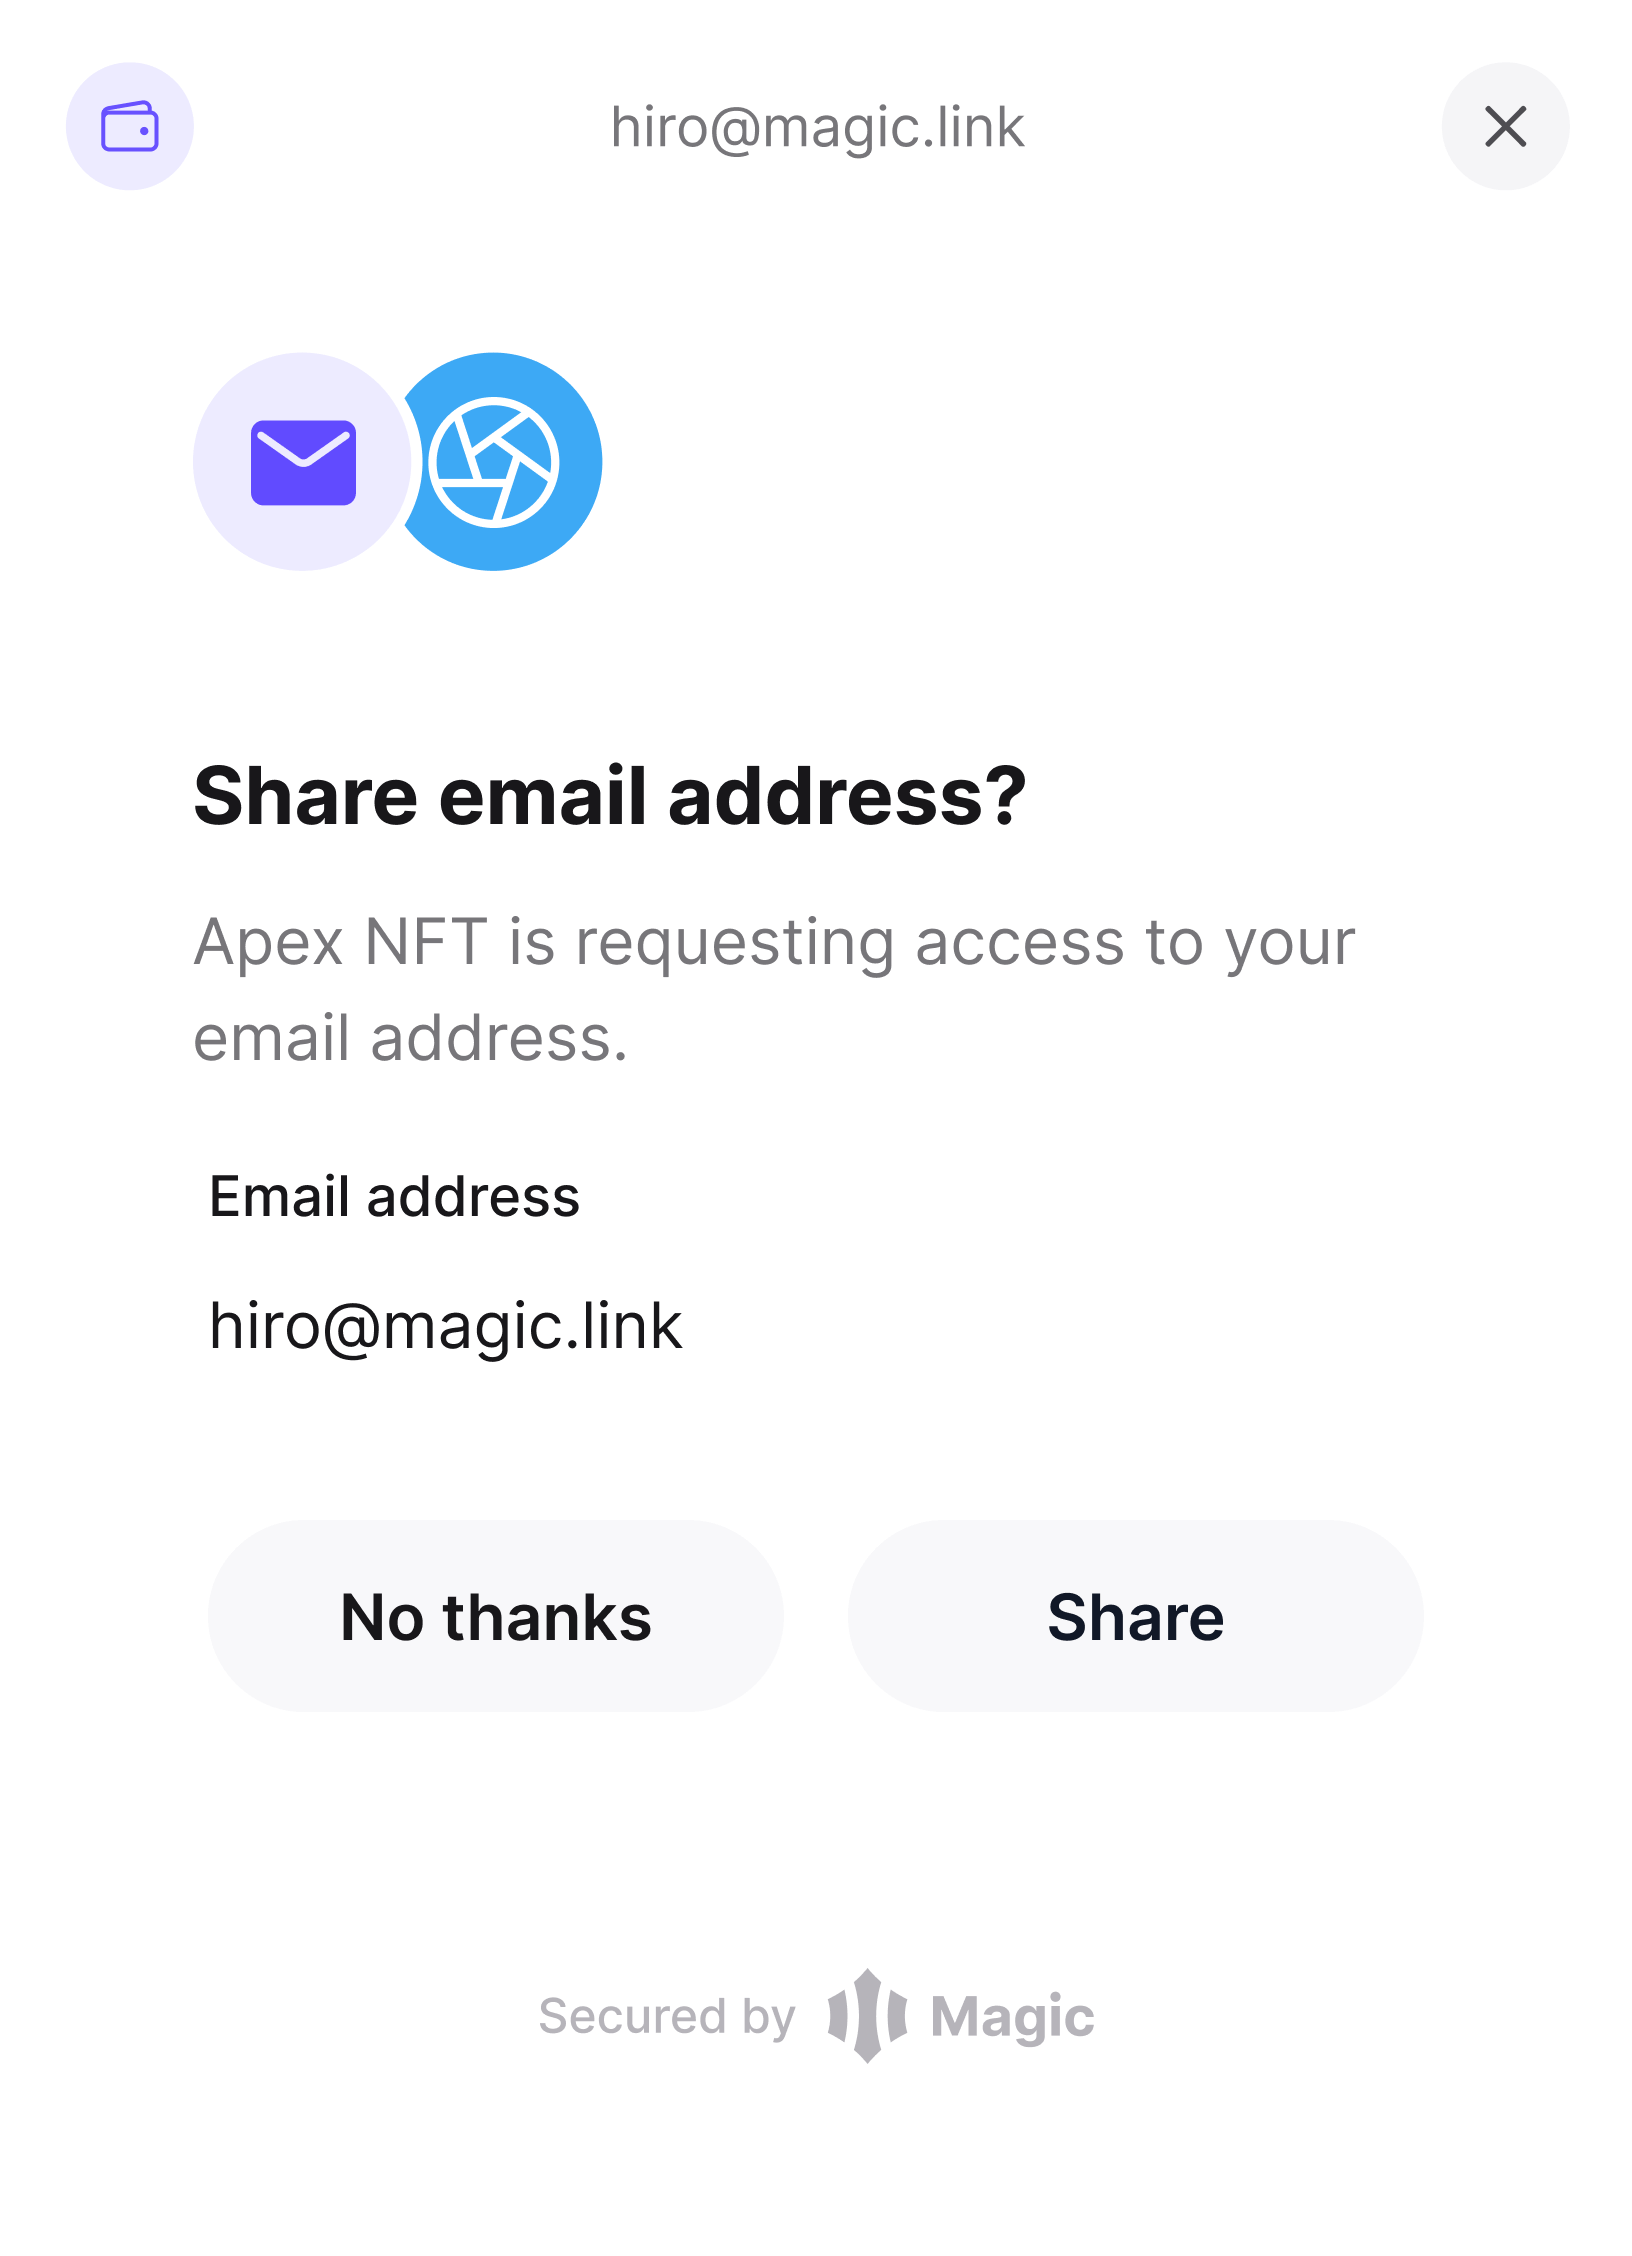 hiro@magic.link
Share email address?
Apex NFT is requesting access to your
email address.
Email address
hiro@magic.link
No thanks
Share
Secured by Magic